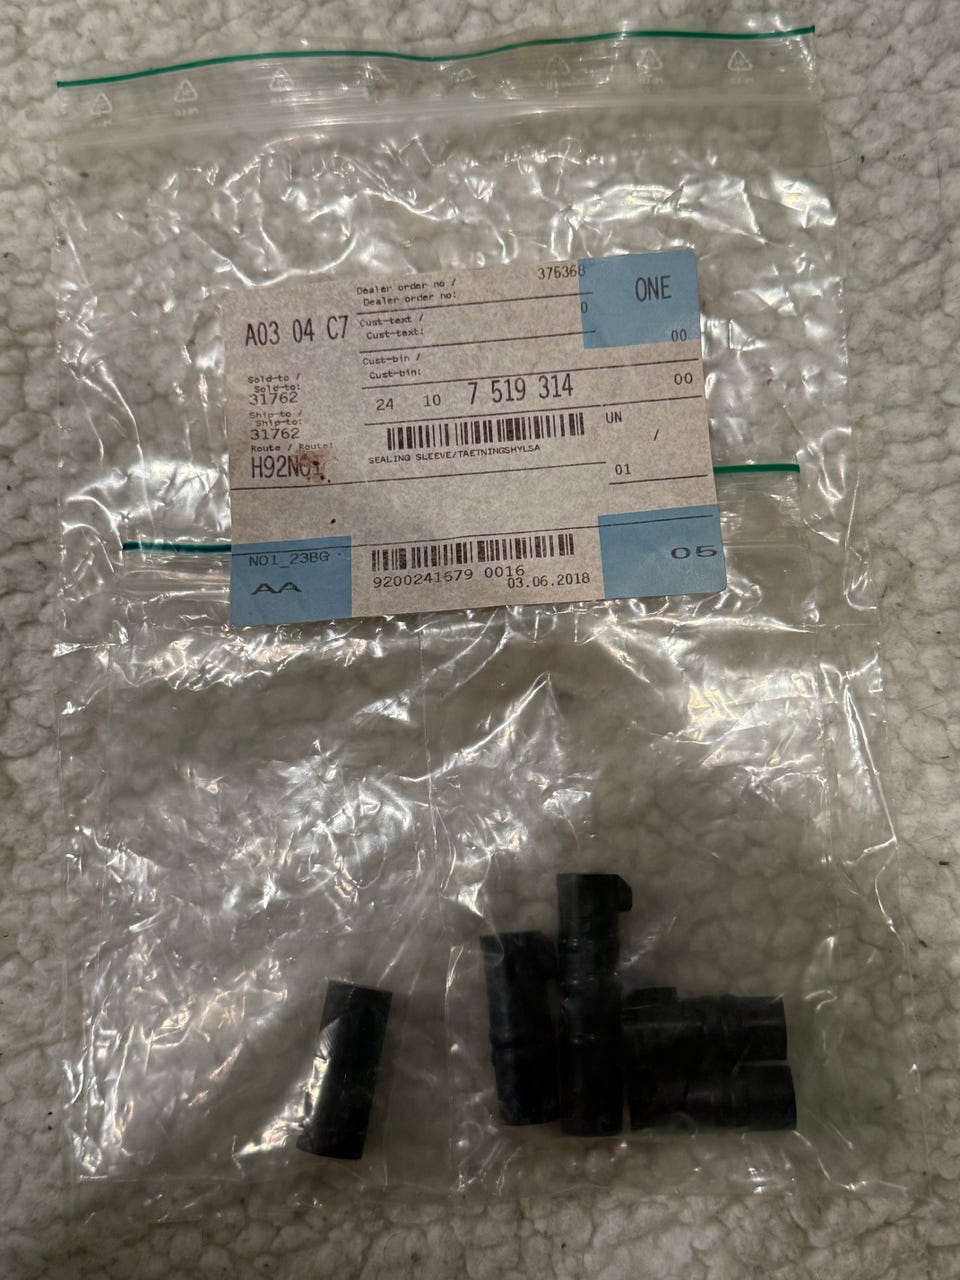 Dealer order no /
Dealer order no:
375368
ONE
A03 04 C7
Cust-text /
Cust-text:
0
00
Cust-bin /
Cust-bin:
Sold-to /
Sold to:
31762
24 10 7 519 314
00
Ship-to /
Ship-to:
31762
UN
/
Route / Route:
H92N01
SEALING SLEEVE/TAETNINGSHYLSA
01
N01_23BG
AA
9200241679 0016
03.06.2018
05